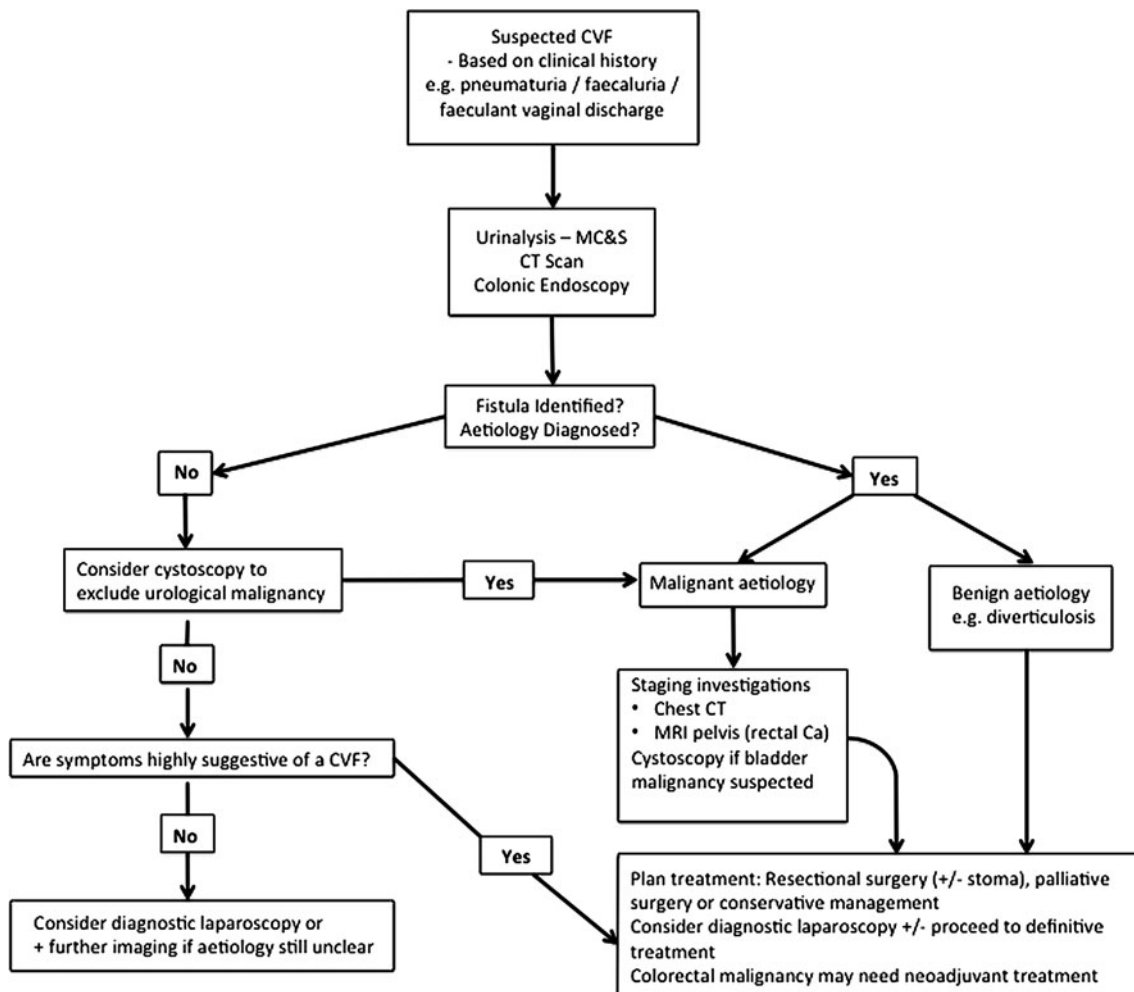 Suspected CVF
- Based on clinical history
e.g. pneumaturia / faecaluria /
faeculant vaginal discharge
Urinalysis – MC&S
CT Scan
Colonic Endoscopy
Fistula Identified?
Aetiology Diagnosed?
No
Yes
Consider cystoscopy to
exclude urological malignancy
Yes
Malignant aetiology
Benign aetiology
e.g. diverticulosis
No
Staging investigations
• Chest CT
• MRI pelvis (rectal Ca)
Cystoscopy if bladder
malignancy suspected
Are symptoms highly suggestive of a CVF?
No
Yes
Consider diagnostic laparoscopy or
+ further imaging if aetiology still unclear
Plan treatment: Resectional surgery (+/- stoma), palliative
surgery or conservative management
Consider diagnostic laparoscopy +/- proceed to definitive
treatment
Colorectal malignancy may need neoadjuvant treatment